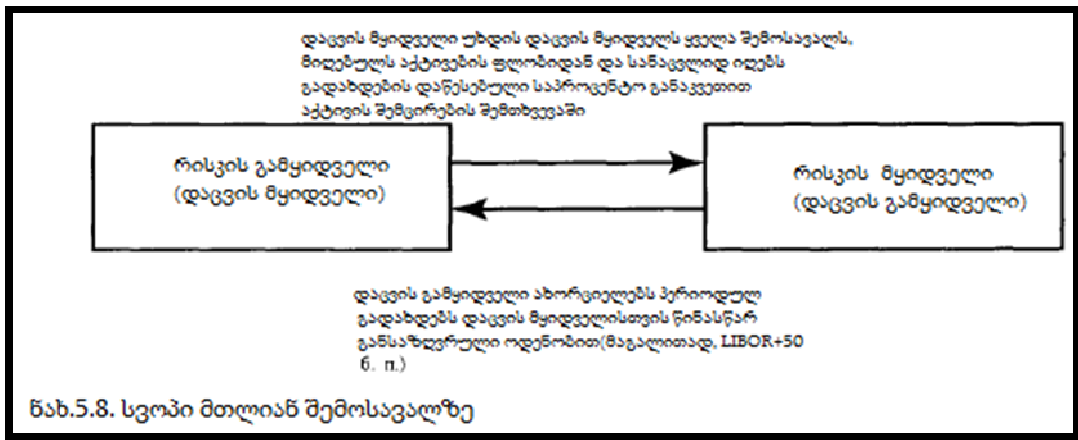 დაცვის მყიდველი უხდის დაცვის მყიდველს ყველა შემოსავალს,
მიღებულს აქტივების ფლობიდან და სანაცვლიდ იღებს
გადახდების დაწესებული საპროცენტო განაკვეთით
აქტივის შემცირების შემთხვევაში
რისკის გამყიდველი
(დაცვის მყიდველი)
რისკის მყიდველი
(დაცვის გამყიდველი)
დაცვის გამყიდველი ახორციელებს პერიოდულ
გადახდებს დაცვის მყიდველისთვის წინასწარ
განსაზღვრული ოდენობით(მაგალითად, LIBOR+50
б. п.)
ნახ.5.8. სვოპი მთლიან შემოსავალზე